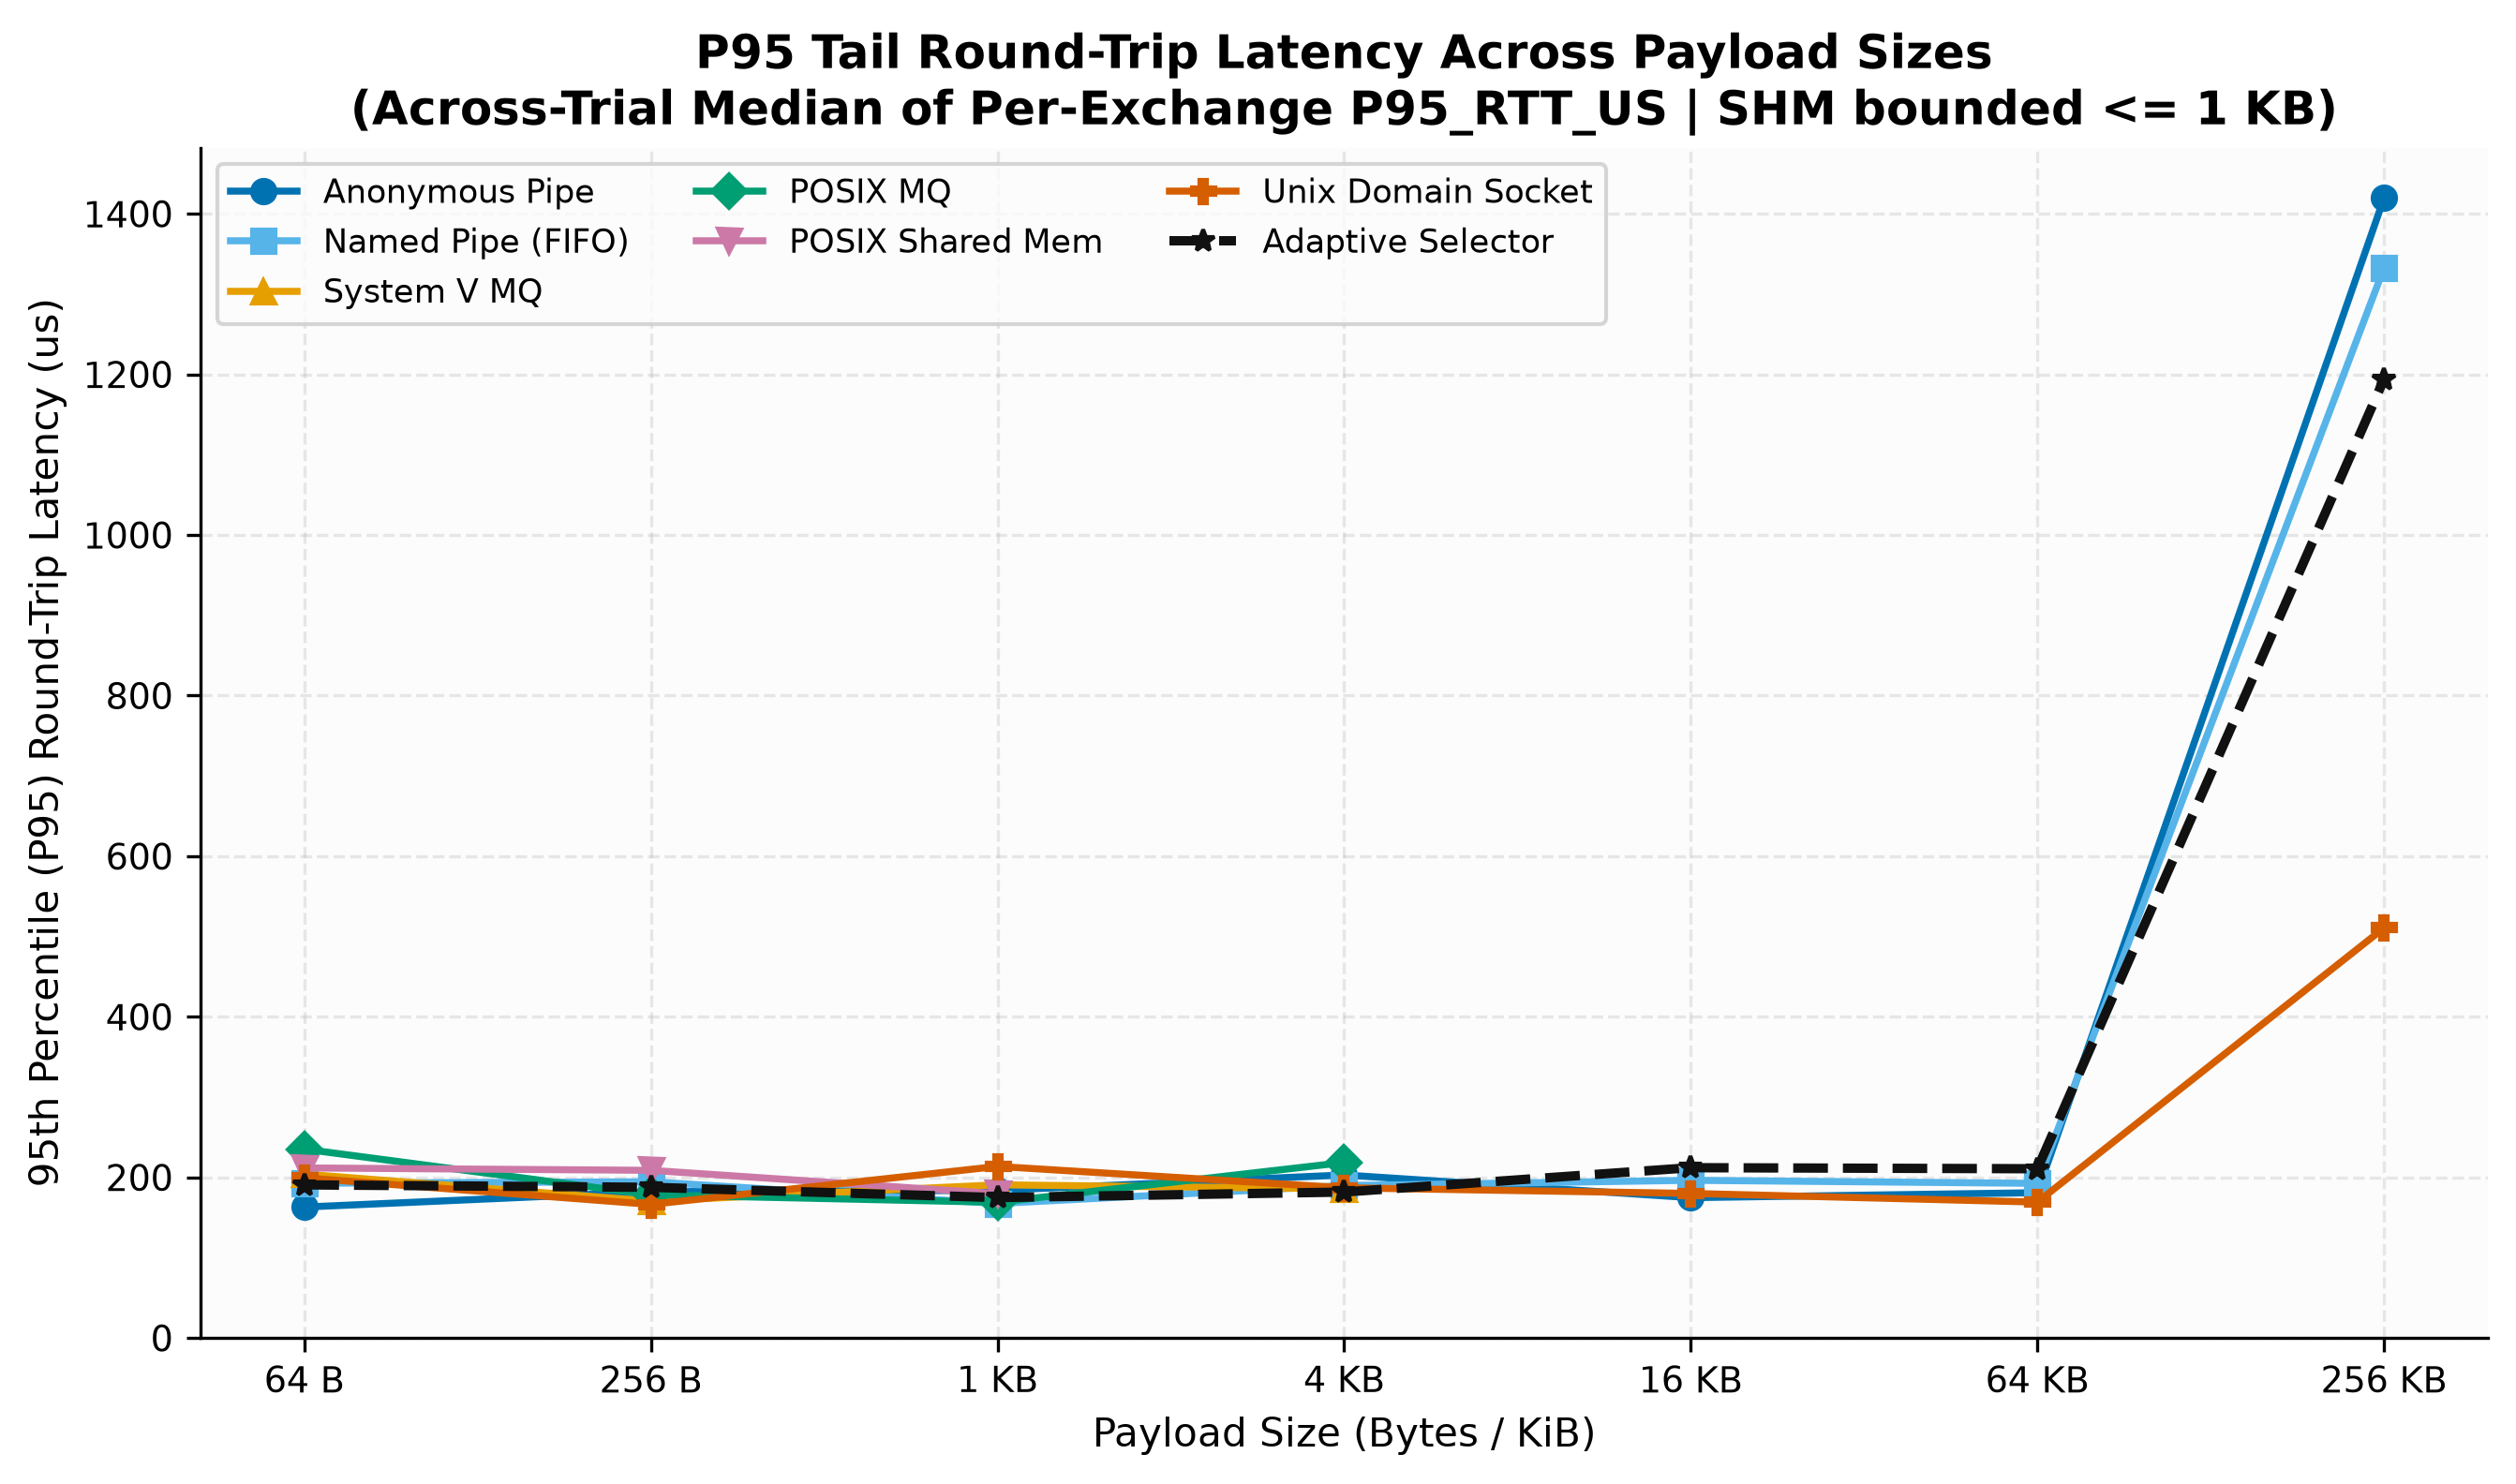 P95 Tail Round-Trip Latency Across Payload Sizes
(Across-Trial Median of Per-Exchange P95_RTT_US | SHM bounded <= 1 KB)
Anonymous Pipe
Named Pipe (FIFO)
System V MQ
POSIX MQ
POSIX Shared Mem
Unix Domain Socket
Adaptive Selector
95th Percentile (P95) Round-Trip Latency (us)
1400
1200
1000
800
600
400
200
0
64 B
256 B
1 KB
4 KB
16 KB
64 KB
256 KB
Payload Size (Bytes / KiB)